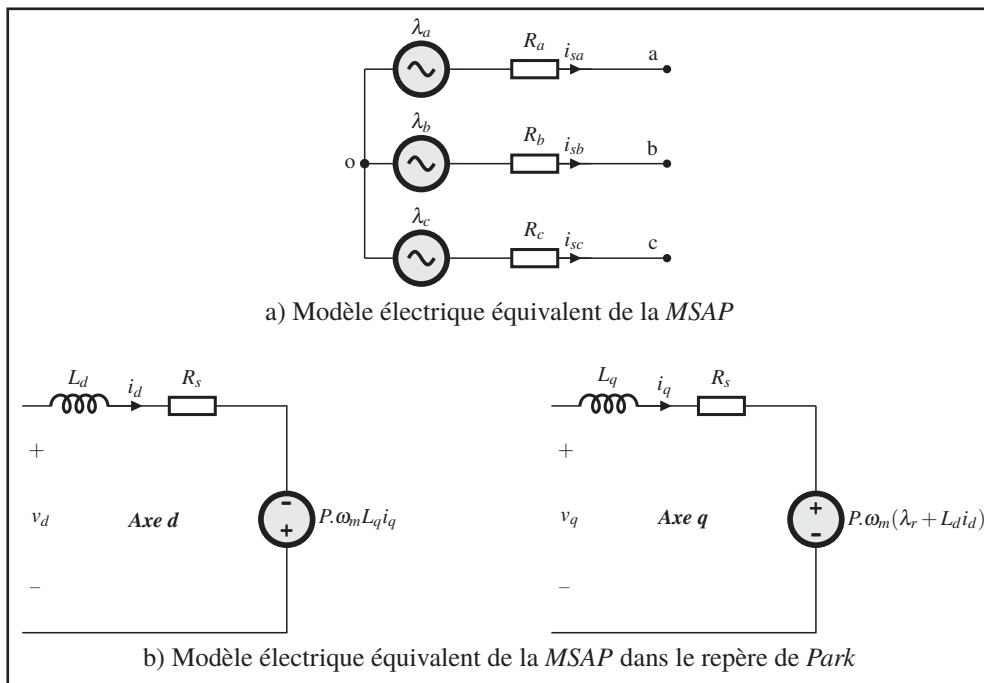 λa
Ra
isa
a
λb
Rb
isb
b
o
λc
Rc
isc
c
a) Modèle électrique équivalent de la MSAP
Ld
id
Rs
+
vd
−
Axe d
-
+
P.ωmLqiq
Lq
iq
Rs
+
vq
−
Axe q
+
-
P.ωm(λr + Ldid)
b) Modèle électrique équivalent de la MSAP dans le repère de Park